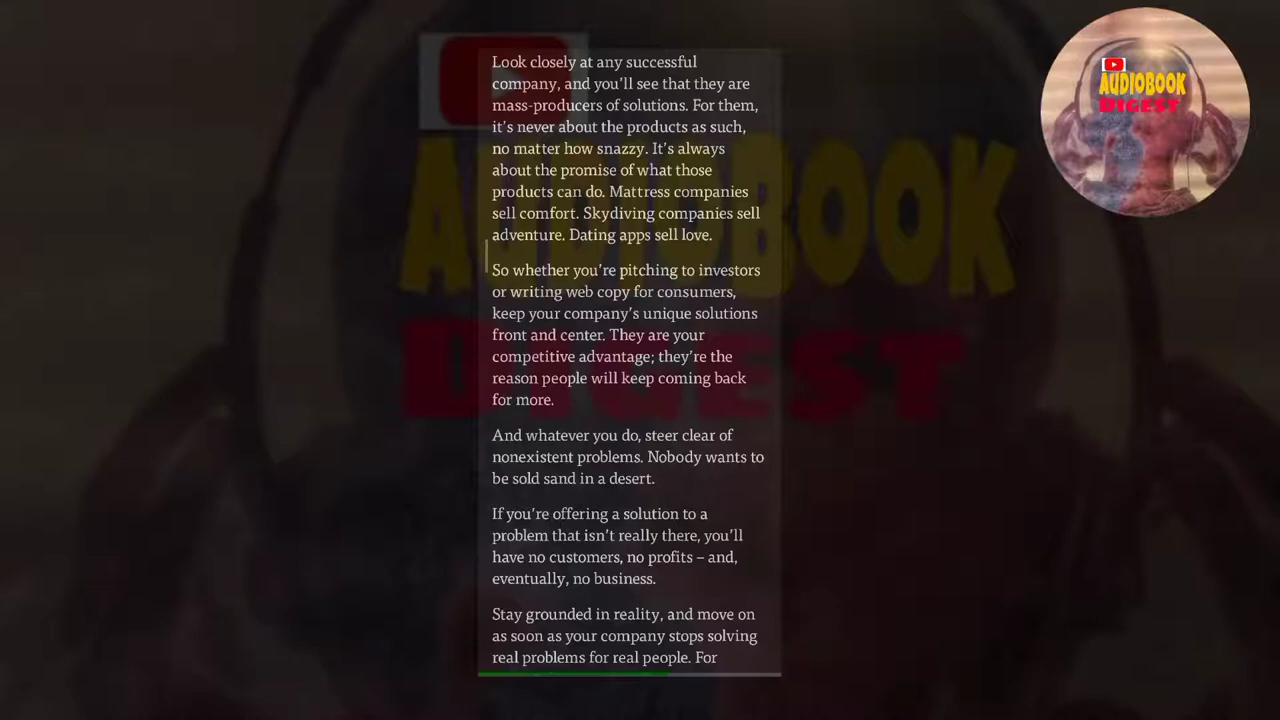 Look closely at any successful
company, and you’ll see that they are
mass-producers of solutions. For them,
it’s never about the products as such,
no matter how snazzy. It’s always
about the promise of what those
products can do. Mattress companies
sell comfort. Skydiving companies sell
adventure. Dating apps sell love.
So whether you’re pitching to investors
or writing web copy for consumers,
keep your company’s unique solutions
front and center. They are your
competitive advantage; they’re the
reason people will keep coming back
for more.
And whatever you do, steer clear of
nonexistent problems. Nobody wants to
be sold sand in a desert.
If you’re offering a solution to a
problem that isn’t really there, you’ll
have no customers, no profits – and,
eventually, no business.
Stay grounded in reality, and move on
as soon as your company stops solving
real problems for real people. For
AUDIOBOOK
DIGEST
AUDIOBOOK
DIGEST